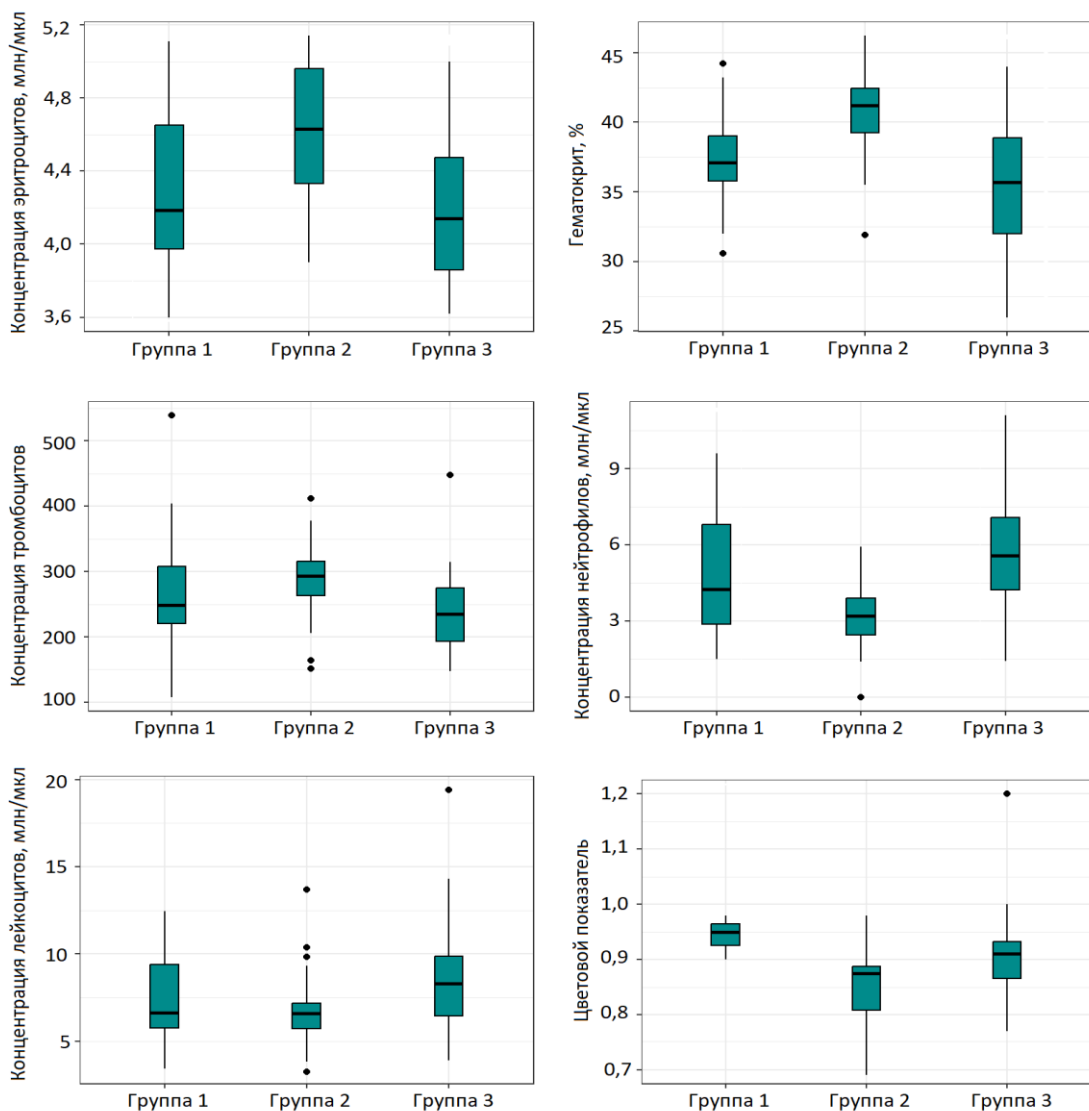 Концентрация эритроцитов, млн/мкл
5,2
4,8
4,4
4,0
3,6
Группа 1 Группа 2 Группа 3
Гематокрит, %
45
40
35
30
25
Группа 1 Группа 2 Группа 3
Концентрация тромбоцитов
500
400
300
200
100
Группа 1 Группа 2 Группа 3
Концентрация нейтрофилов, млн/мкл
9
6
3
0
Группа 1 Группа 2 Группа 3
Концентрация лейкоцитов, млн/мкл
20
15
10
5
Группа 1 Группа 2 Группа 3
Цветовой показатель
1,2
1,1
1,0
0,9
0,8
0,7
Группа 1 Группа 2 Группа 3